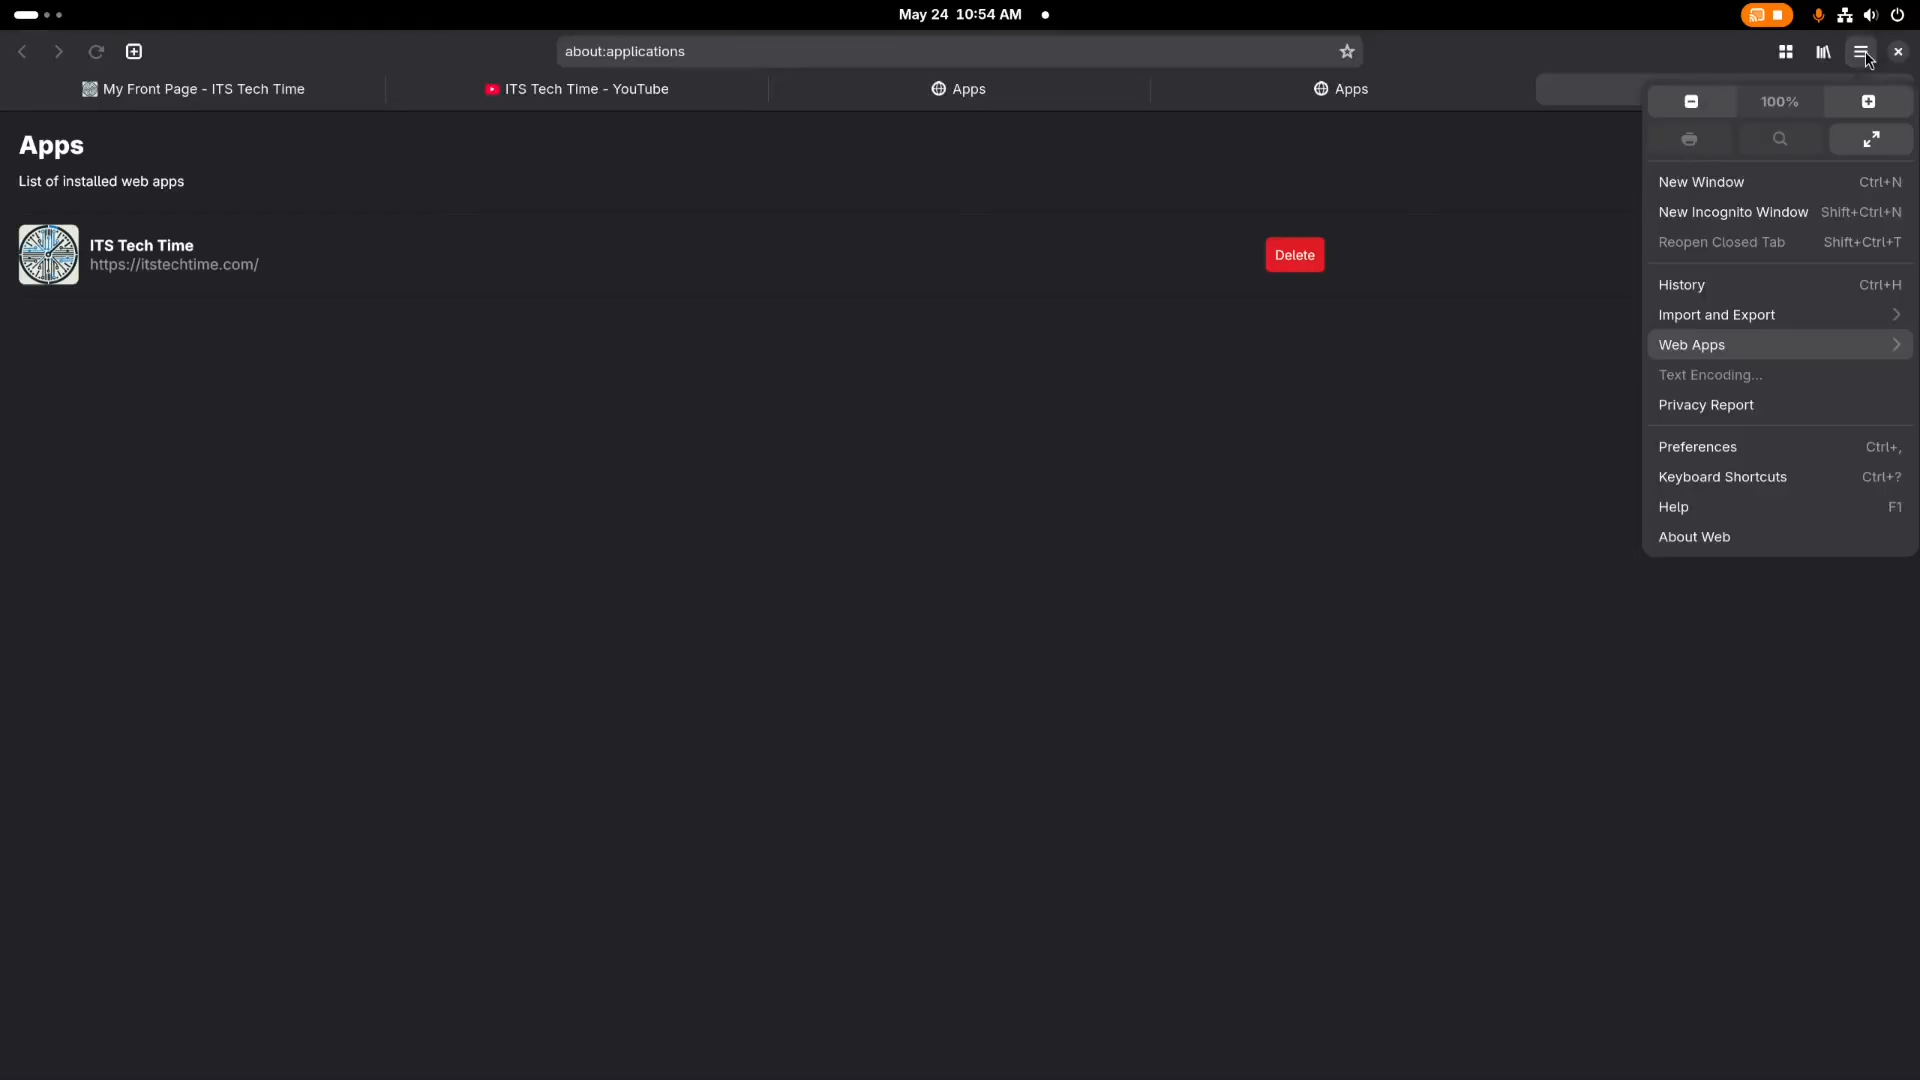 May 24 10:54 AM
about:applications
My Front Page - ITS Tech Time
ITS Tech Time - YouTube
Apps
Apps
100%
Apps
List of installed web apps
ITS Tech Time
https://itstechtime.com/
Delete
New Window Ctrl+N
New Incognito Window Shift+Ctrl+N
Reopen Closed Tab Shift+Ctrl+T
History Ctrl+H
Import and Export
Web Apps
Text Encoding...
Privacy Report
Preferences Ctrl+,
Keyboard Shortcuts Ctrl+?
Help F1
About Web